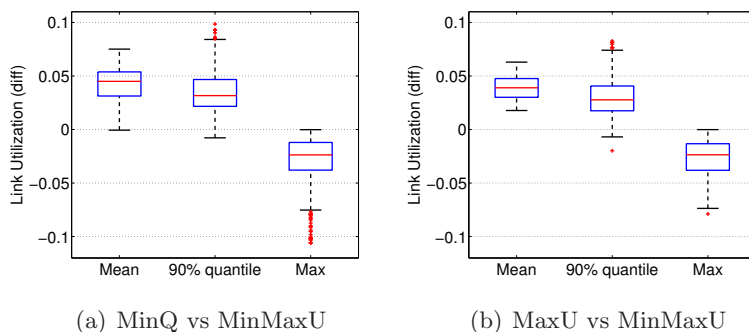 0.1
0.05
0
−0.05
−0.1
Link Utilization (diff)
Mean 90% quantile Max
(a) MinQ vs MinMaxU
0.1
0.05
0
−0.05
−0.1
Link Utilization (diff)
Mean 90% quantile Max
(b) MaxU vs MinMaxU